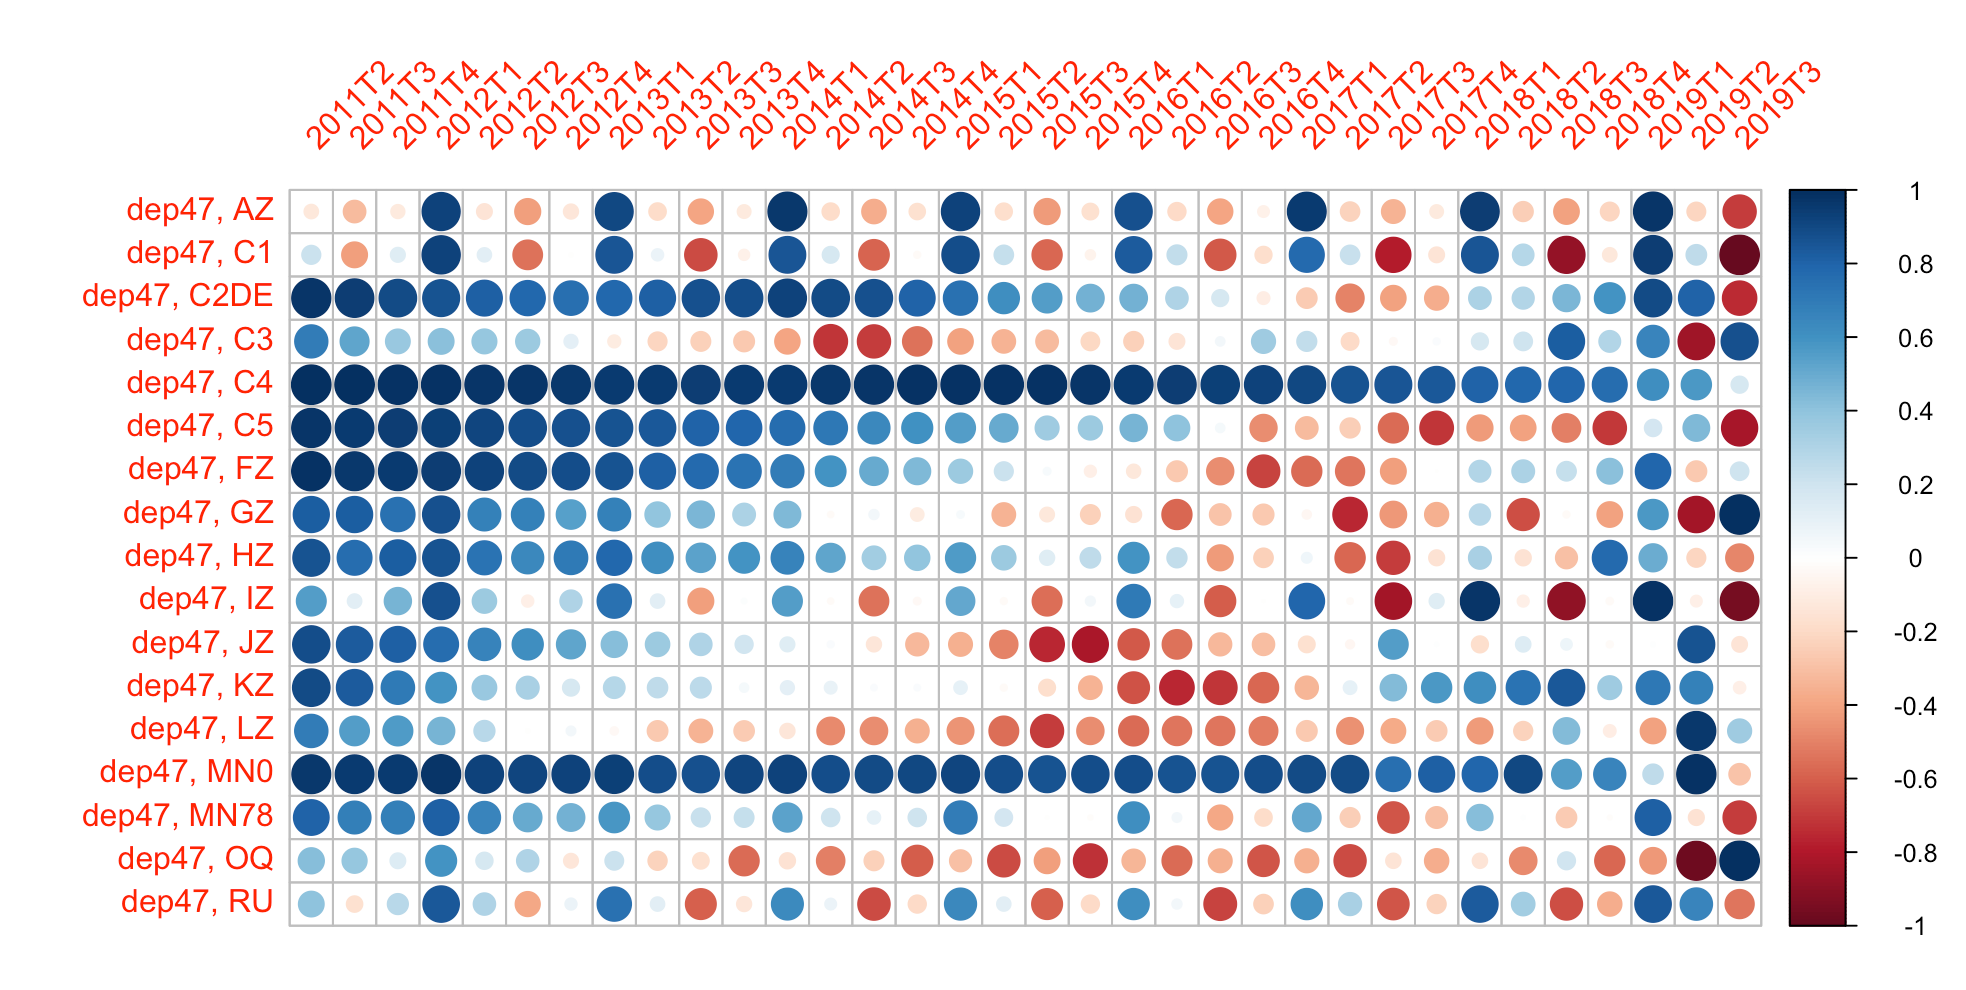 2011T2
2011T3
2011T4
2012T1
2012T2
2012T3
2012T4
2013T1
2013T2
2013T3
2013T4
2014T1
2014T2
2014T3
2014T4
2015T1
2015T2
2015T3
2015T4
2016T1
2016T2
2016T3
2016T4
2017T1
2017T2
2017T3
2017T4
2018T1
2018T2
2018T3
2018T4
2019T1
2019T2
2019T3
dep47, AZ
dep47, C1
dep47, C2DE
dep47, C3
dep47, C4
dep47, C5
dep47, FZ
dep47, GZ
dep47, HZ
dep47, IZ
dep47, JZ
dep47, KZ
dep47, LZ
dep47, MN0
dep47, MN78
dep47, OQ
dep47, RU
1
0.8
0.6
0.4
0.2
0
-0.2
-0.4
-0.6
-0.8
-1